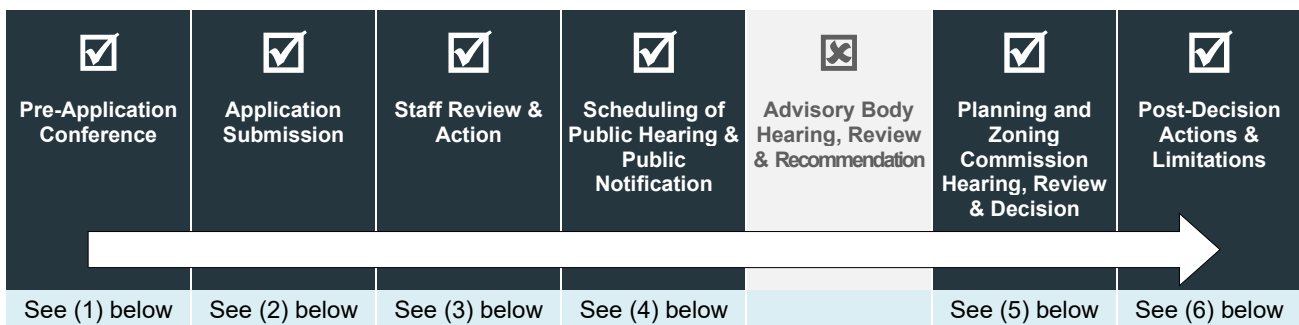 Pre-Application
Conference
Application
Submission
Staff Review &
Action
Scheduling of
Public Hearing &
Public
Notification
Advisory Body
Hearing, Review
& Recommendation
Planning and
Zoning
Commission
Hearing, Review
& Decision
Post-Decision
Actions &
Limitations
See (1) below
See (2) below
See (3) below
See (4) below
See (5) below
See (6) below